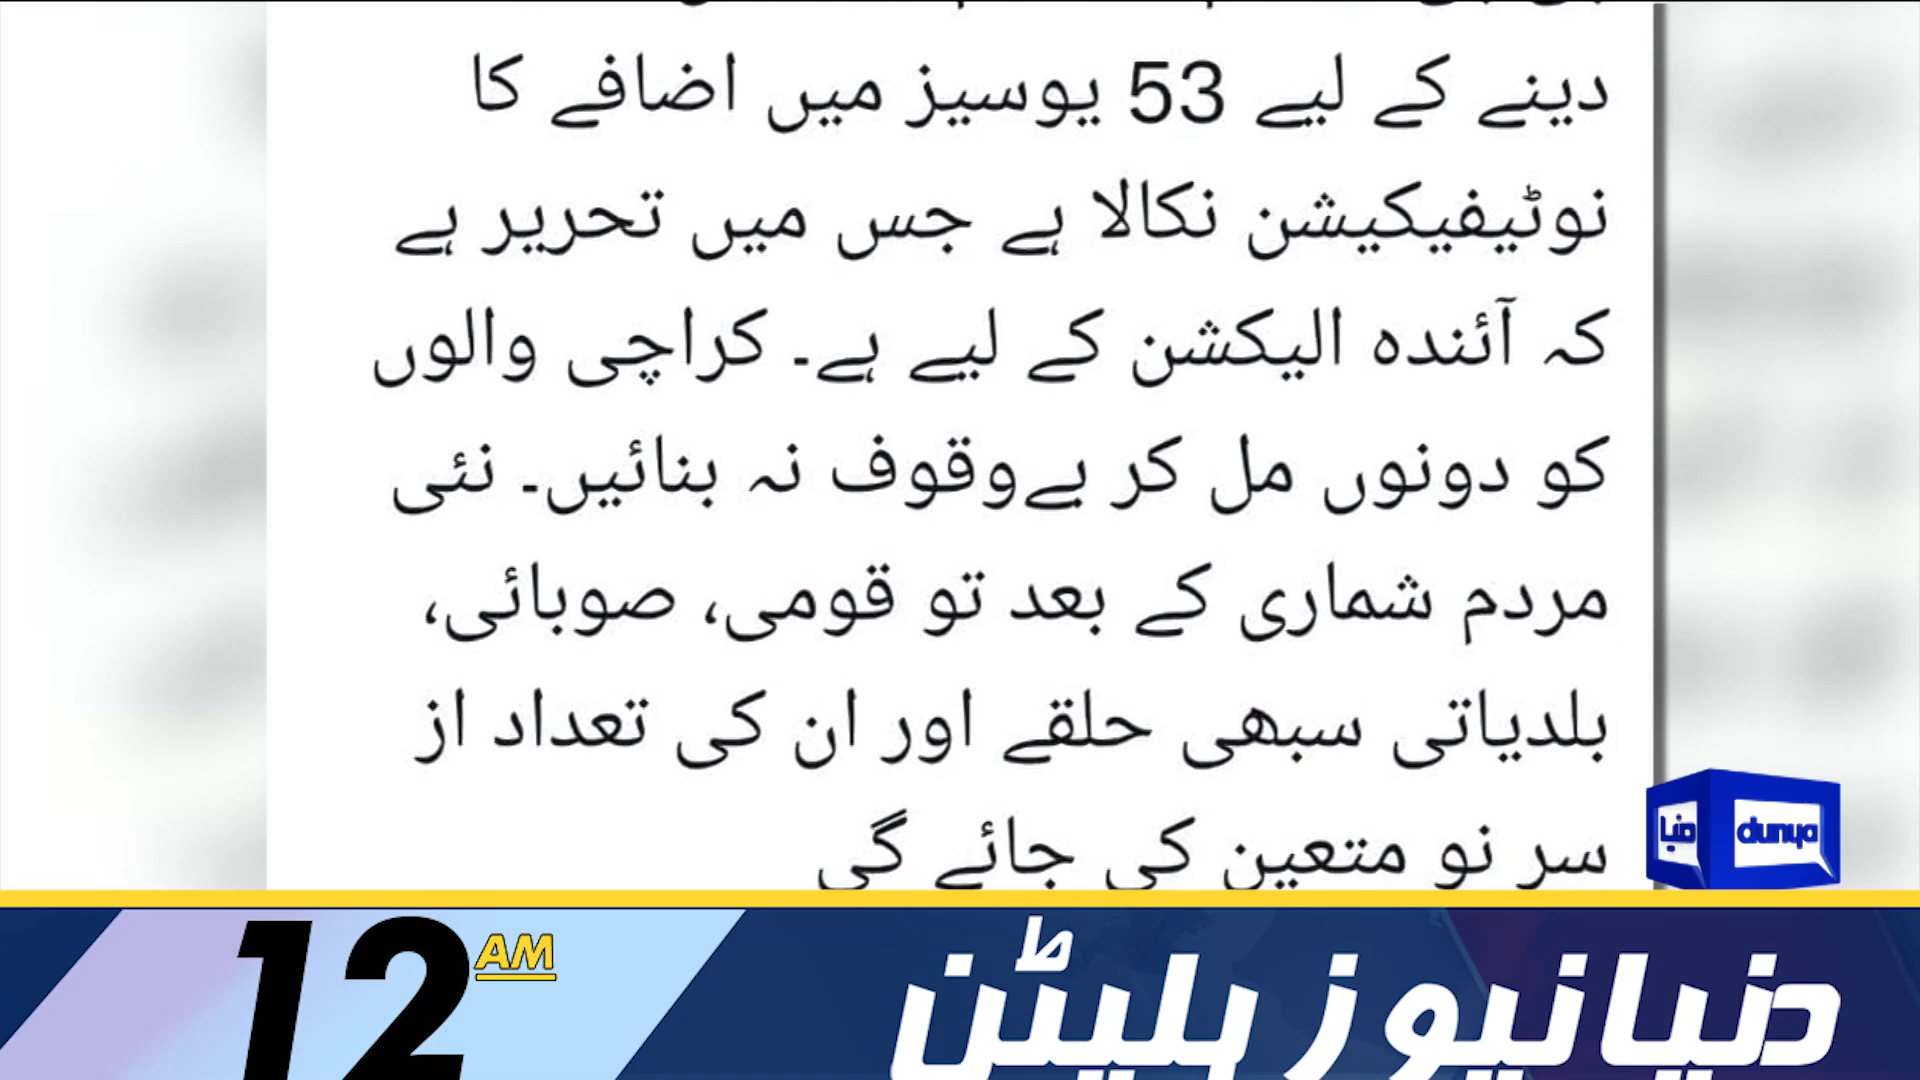 دینے کے لیے 53 یوسیز میں اضافے کا
نوٹیفیکیشن نکالا ہے جس میں تحریر ہے
کہ آئندہ الیکشن کے لیے ہے۔ کراچی والوں
کو دونوں مل کر بےوقوف نہ بنائیں۔ نئی
مردم شماری کے بعد تو قومی، صوبائی،
بلدیاتی سبھی حلقے اور ان کی تعداد از
سر نو متعین کی جائے گی
دنیا dunya
12 AM
دنیا نیوز بلیٹن